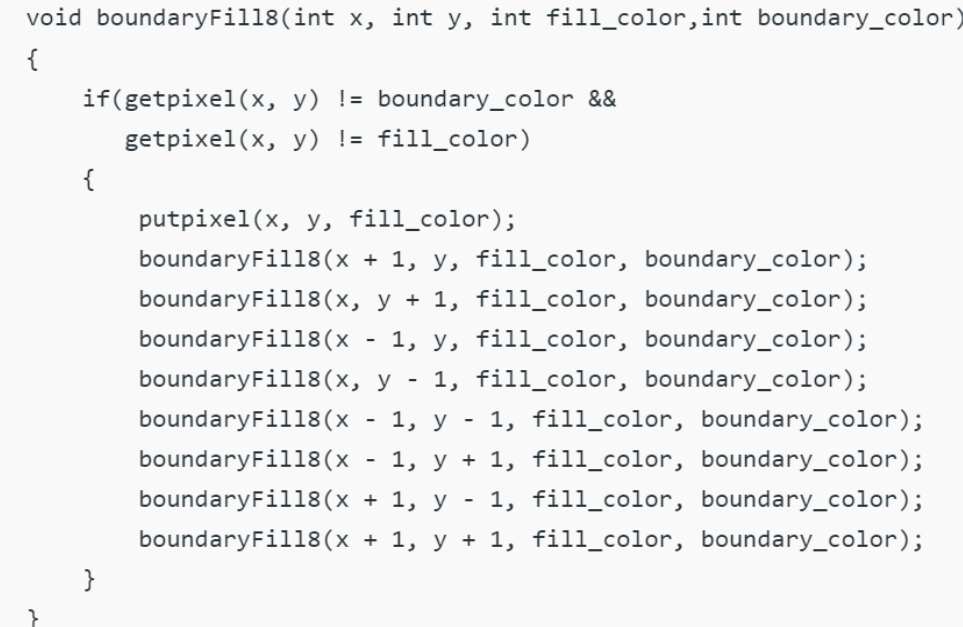 void boundaryFill8(int x, int y, int fill_color,int boundary_color)
{
    if(getpixel(x, y) != boundary_color &&
       getpixel(x, y) != fill_color)
    {
        putpixel(x, y, fill_color);
        boundaryFill8(x + 1, y, fill_color, boundary_color);
        boundaryFill8(x, y + 1, fill_color, boundary_color);
        boundaryFill8(x - 1, y, fill_color, boundary_color);
        boundaryFill8(x, y - 1, fill_color, boundary_color);
        boundaryFill8(x - 1, y - 1, fill_color, boundary_color);
        boundaryFill8(x - 1, y + 1, fill_color, boundary_color);
        boundaryFill8(x + 1, y - 1, fill_color, boundary_color);
        boundaryFill8(x + 1, y + 1, fill_color, boundary_color);
    }
}